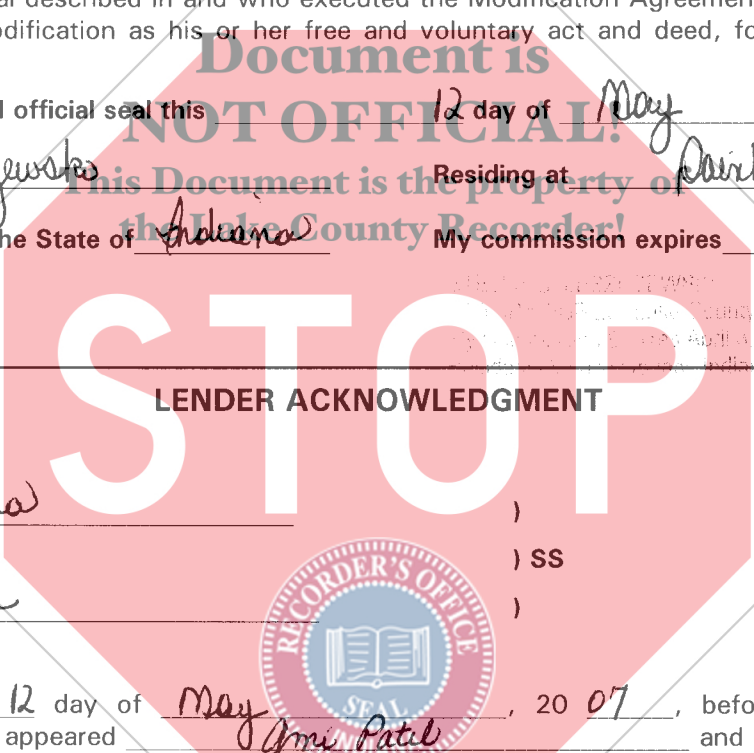 al described in and who executed the Modification Agreemen
odification as his or her free and voluntary act and deed, fo
Document is
l official seal this 12 day of May
NOT OFFICIAL!
ewsko Residing at
This Document is the property of
he State of Indiana My commission expires
the Lake County Recorder!
STOP
LENDER ACKNOWLEDGMENT
)
) SS
)
RECORDER'S OFFICE
SEAL
12 day of May, 20 07, befo
appeared Ami Patel and